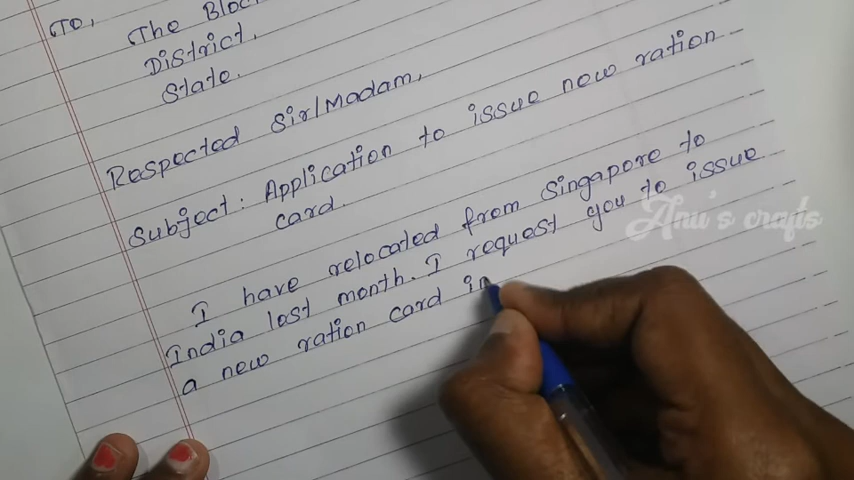 To,
The Bloc
District.
State.
Respected Sir/Madam,
Subject: Application to issue new ration
card.
I have relocated from Singapore to
India last month. I request you to issue
a new ration card in
Anu's crafts